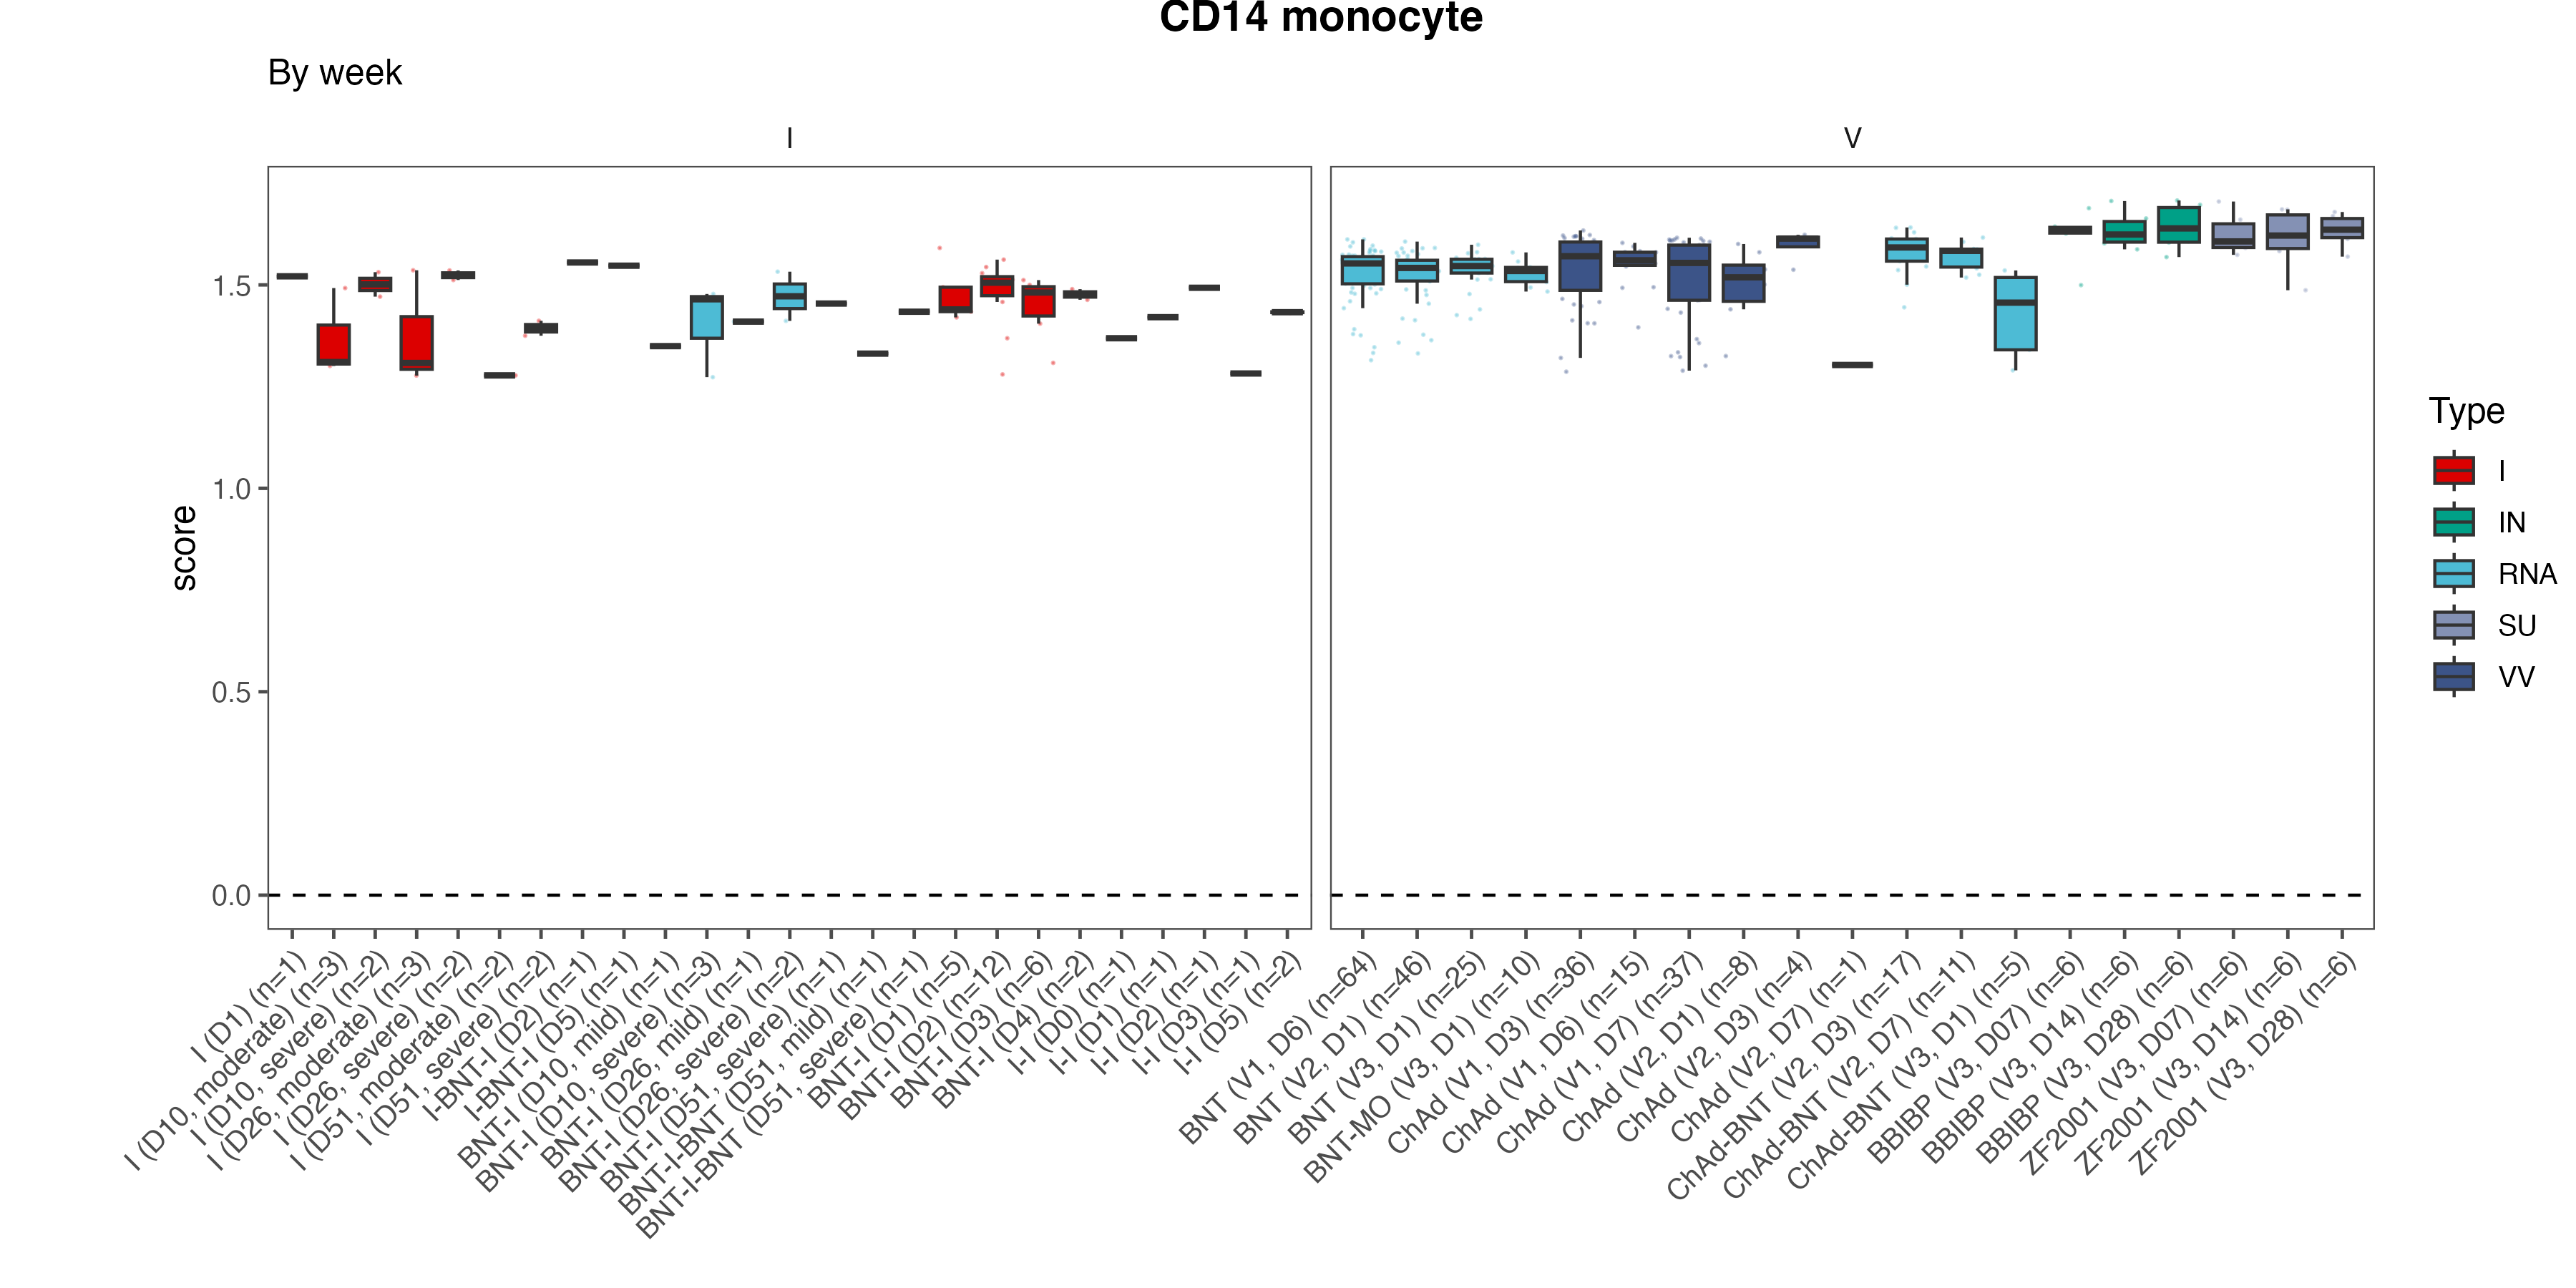 CD14 monocyte
By week
I
V
score
1.5
1.0
0.5
0.0
I (D1) (n=1)
I (D10, moderate) (n=3)
I (D10, severe) (n=2)
I (D26, moderate) (n=3)
I (D26, severe) (n=2)
I (D51, moderate) (n=2)
I (D51, severe) (n=2)
I-BNT-I (D2) (n=1)
I-BNT-I (D5) (n=1)
BNT-I (D10, mild) (n=1)
BNT-I (D10, severe) (n=3)
BNT-I (D26, mild) (n=1)
BNT-I (D26, severe) (n=2)
BNT-I (D51, severe) (n=1)
BNT-I-BNT (D51, mild) (n=1)
BNT-I-BNT (D51, severe) (n=1)
BNT-I (D1) (n=5)
BNT-I (D2) (n=12)
BNT-I (D3) (n=6)
BNT-I (D4) (n=2)
I-I (D0) (n=1)
I-I (D1) (n=1)
I-I (D2) (n=1)
I-I (D3) (n=1)
I-I (D5) (n=2)
BNT (V1, D6) (n=64)
BNT (V2, D1) (n=46)
BNT (V3, D1) (n=25)
BNT-MO (V3, D1) (n=10)
ChAd (V1, D3) (n=36)
ChAd (V1, D6) (n=15)
ChAd (V1, D7) (n=37)
ChAd (V2, D1) (n=8)
ChAd (V2, D3) (n=4)
ChAd (V2, D7) (n=1)
ChAd-BNT (V2, D3) (n=17)
ChAd-BNT (V2, D7) (n=11)
ChAd-BNT (V3, D1) (n=5)
BBIBP (V3, D07) (n=6)
BBIBP (V3, D14) (n=6)
BBIBP (V3, D28) (n=6)
ZF2001 (V3, D07) (n=6)
ZF2001 (V3, D14) (n=6)
ZF2001 (V3, D28) (n=6)
Type
I
IN
RNA
SU
VV